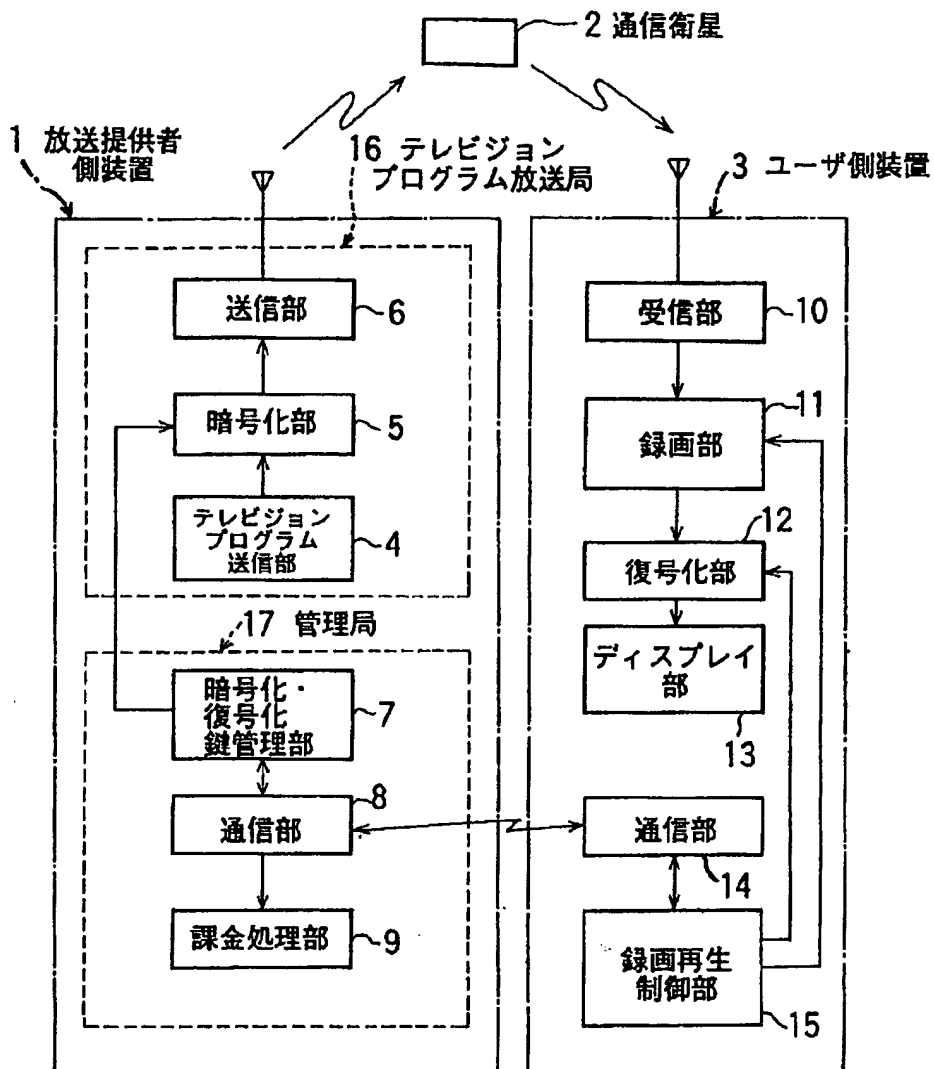 2 通信衛星
1 放送提供者
側装置
16 テレビジョン
プログラム放送局
3 ユーザ側装置
送信部
6
暗号化部
5
テレビジョン
プログラム
送信部
4
17 管理局
暗号化・
復号化
鍵管理部
7
通信部
8
課金処理部
9
受信部
10
録画部
11
復号化部
12
ディスプレイ
部
13
通信部
14
録画再生
制御部
15